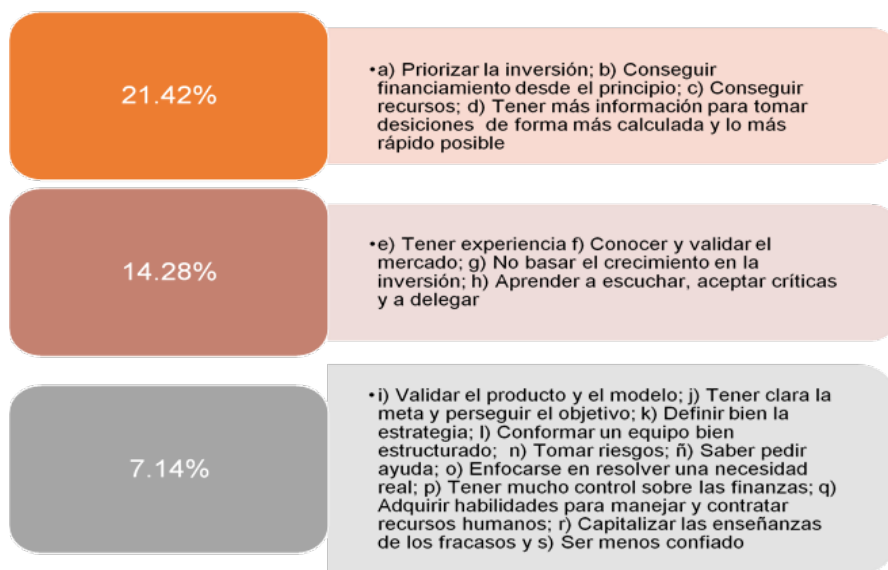 21.42%
•a) Priorizar la inversión; b) Conseguir
financiamiento desde el principio; c) Conseguir
recursos; d) Tener más información para tomar
desiciones de forma más calculada y lo más
rápido posible
14.28%
•e) Tener experiencia f) Conocer y validar el
mercado; g) No basar el crecimiento en la
inversión; h) Aprender a escuchar, aceptar críticas
y a delegar
7.14%
•i) Validar el producto y el modelo; j) Tener clara la
meta y perseguir el objetivo; k) Definir bien la
estrategia; l) Conformar un equipo bien
estructurado; n) Tomar riesgos; ñ) Saber pedir
ayuda; o) Enfocarse en resolver una necesidad
real; p) Tener mucho control sobre las finanzas; q)
Adquirir habilidades para manejar y contratar
recursos humanos; r) Capitalizar las enseñanzas
de los fracasos y s) Ser menos confiado